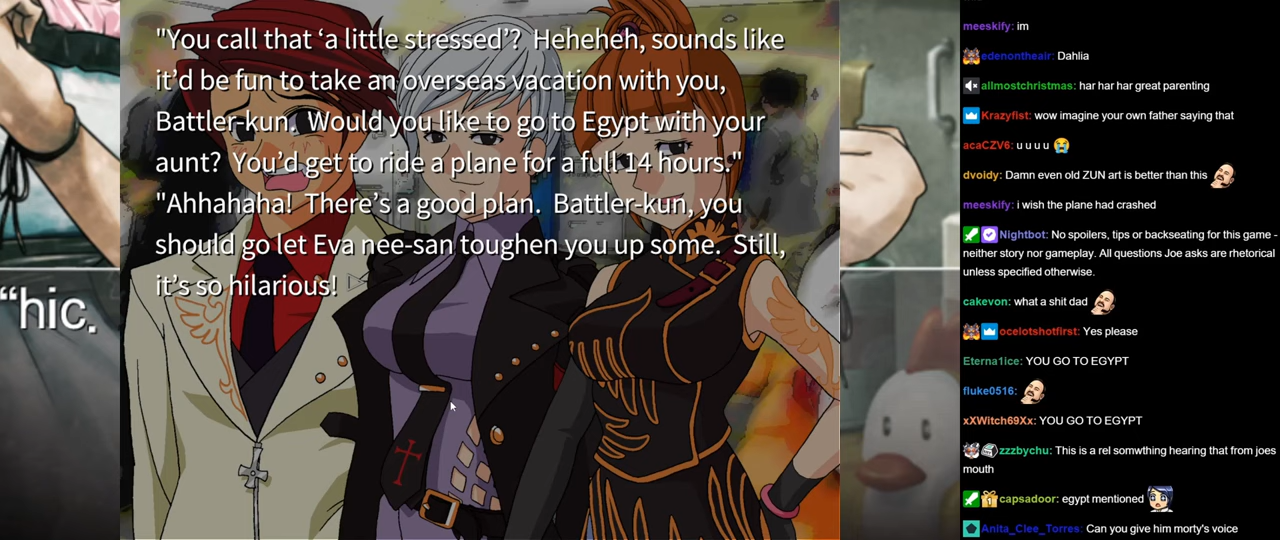 "You call that ‘a little stressed’?  Heheheh, sounds like
it’d be fun to take an overseas vacation with you,
Battler-kun.  Would you like to go to Egypt with your
aunt?  You’d get to ride a plane for a full 14 hours."
"Ahhahaha!  There’s a good plan.  Battler-kun, you
should go let Eva nee-san toughen you up some.  Still,
it’s so hilarious!
“hic.
meeskify: im
edenontheair: Dahlia
allmostchristmas: har har har great parenting
Krazyfist: wow imagine your own father saying that
acaCZV6: u u u u
dvoidy: Damn even old ZUN art is better than this
meeskify: i wish the plane had crashed
Nightbot: No spoilers, tips or backseating for this game -
neither story nor gameplay. All questions Joe asks are rhetorical
unless specified otherwise.
cakevon: what a shit dad
ocelotshotfirst: Yes please
Eterna1ice: YOU GO TO EGYPT
fluke0516:
xXWitch69Xx: YOU GO TO EGYPT
zzzbychu: This is a rel somwthing hearing that from joes
mouth
capsadoor: egypt mentioned
Anita_Clee_Torres: Can you give him morty's voice